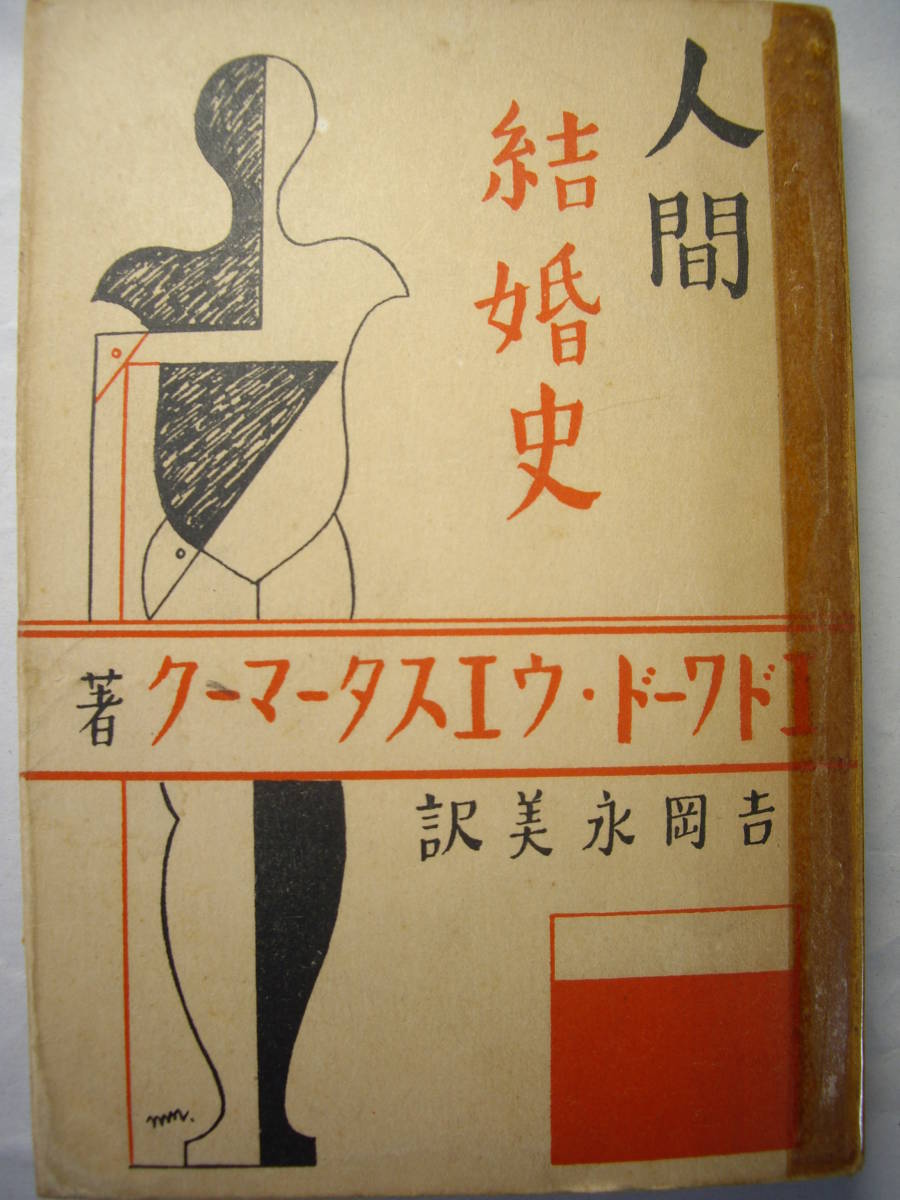 人間
結婚史
エドワード・ウエスターマーク著
吉岡永美訳
mm.